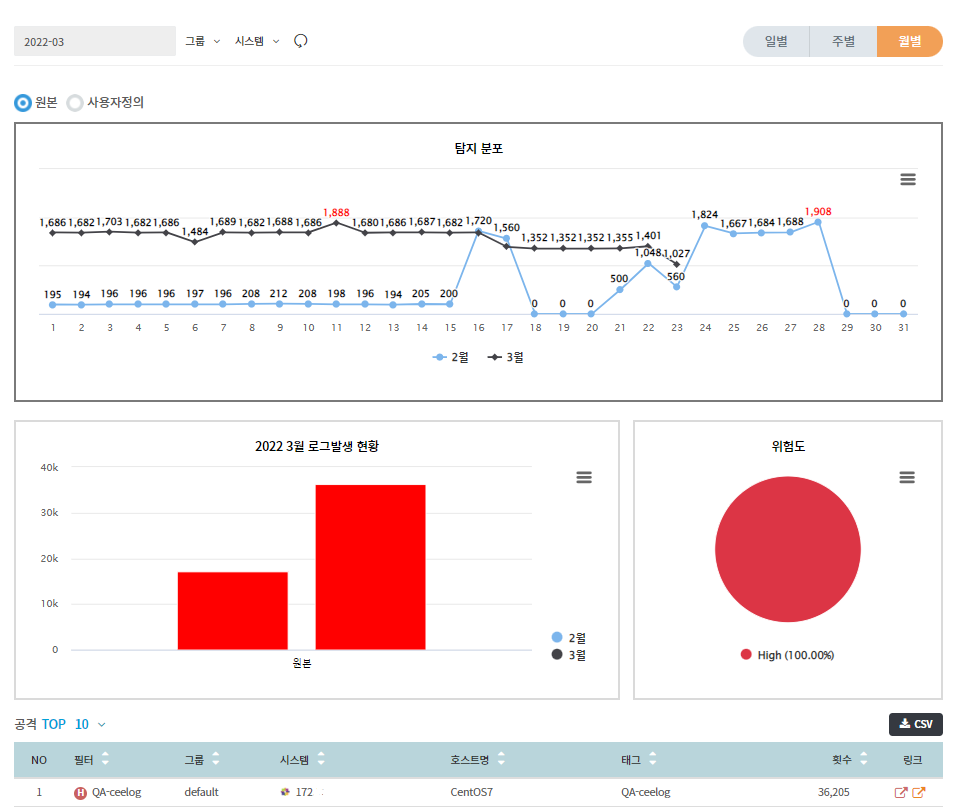 2022-03 그룹 시스템 일별 주별 월별
원본 사용자정의
탐지 분포
1,686 1,682 1,703 1,682 1,686 1,484 1,689 1,682 1,688 1,686 1,888 1,680 1,686 1,687 1,682 1,720 1,560 1,352 1,352 1,352 1,355 1,401 1,027 1,824 1,667 1,684 1,688 1,908
195 194 196 196 196 197 196 208 212 208 198 196 194 205 200 0 0 0 500 1,048 560 0 0 0
1 2 3 4 5 6 7 8 9 10 11 12 13 14 15 16 17 18 19 20 21 22 23 24 25 26 27 28 29 30 31
2월 3월
2022 3월 로그발생 현황
40k
30k
20k
10k
0
원본
2월
3월
위험도
High (100.00%)
공격 TOP 10 CSV
NO 필터 그룹 시스템 호스트명 태그 횟수 링크
1 H QA-ceelog default 172 CentOS7 QA-ceelog 36,205